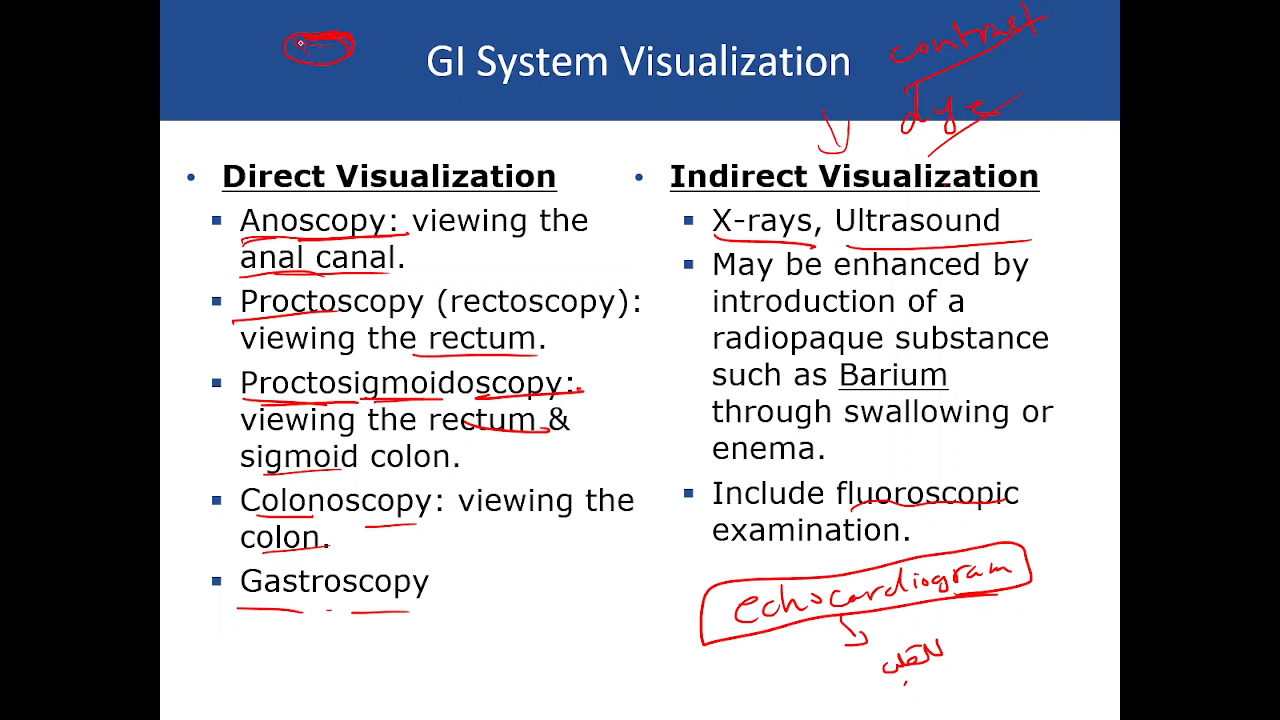 GI System Visualization
contrast
dye
• Direct Visualization
▪ Anoscopy: viewing the
anal canal.
▪ Proctoscopy (rectoscopy):
viewing the rectum.
▪ Proctosigmoidoscopy:
viewing the rectum &
sigmoid colon.
▪ Colonoscopy: viewing the
colon.
▪ Gastroscopy
• Indirect Visualization
▪ X-rays, Ultrasound
▪ May be enhanced by
introduction of a
radiopaque substance
such as Barium
through swallowing or
enema.
▪ Include fluoroscopic
examination.
echocardiogram
للقلب